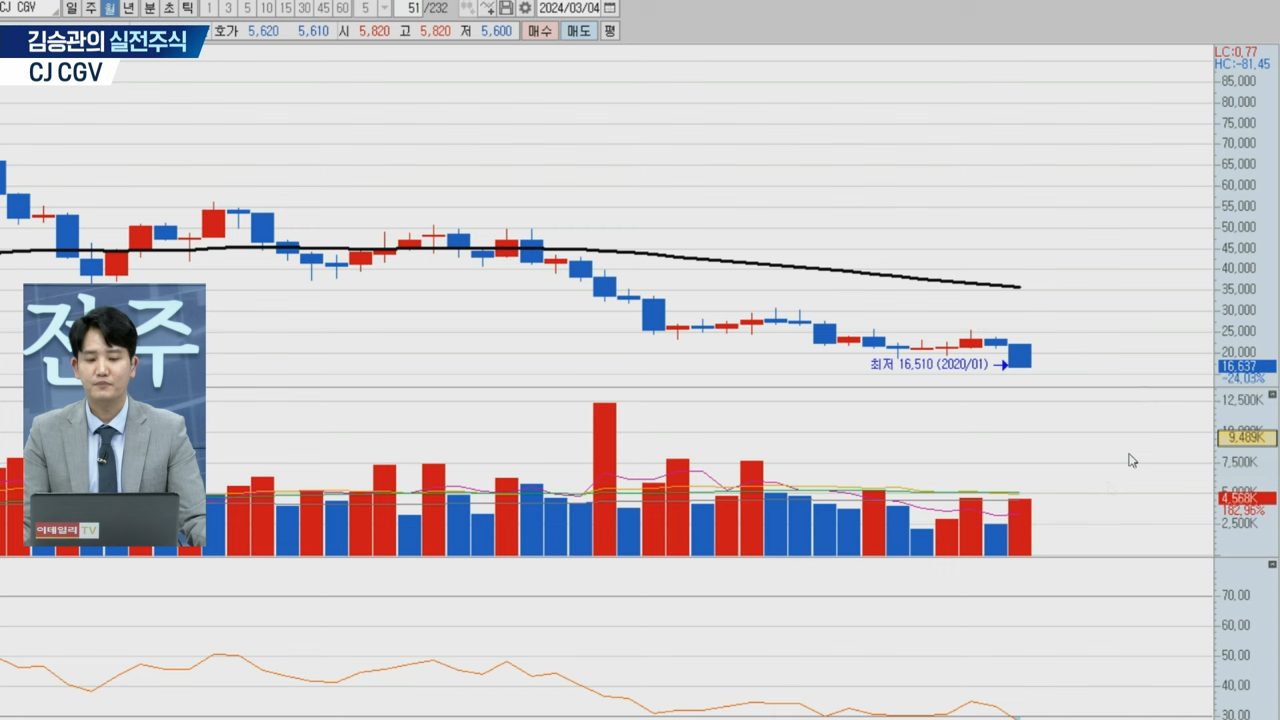 CJ CGV 일 주 월 년 분 초 틱 1 3 5 10 15 30 45 60 5 51 /232 2024/03/04
호가 5,620 5,610 시 5,820 고 5,820 저 5,600 매수 매도 평
김승관의 실전주식
CJ CGV
LC:0.77
HC:-81.45
85,000
80,000
75,000
70,000
65,000
60,000
55,000
50,000
45,000
40,000
35,000
30,000
25,000
20,000
최저 16,510 (2020/01)
16,637
-24.03%
전주
12,500K
9,489K
7,500K
4,568K
182.96%
2,500K
이데일리 TV
70.00
60.00
50.00
40.00
30.00